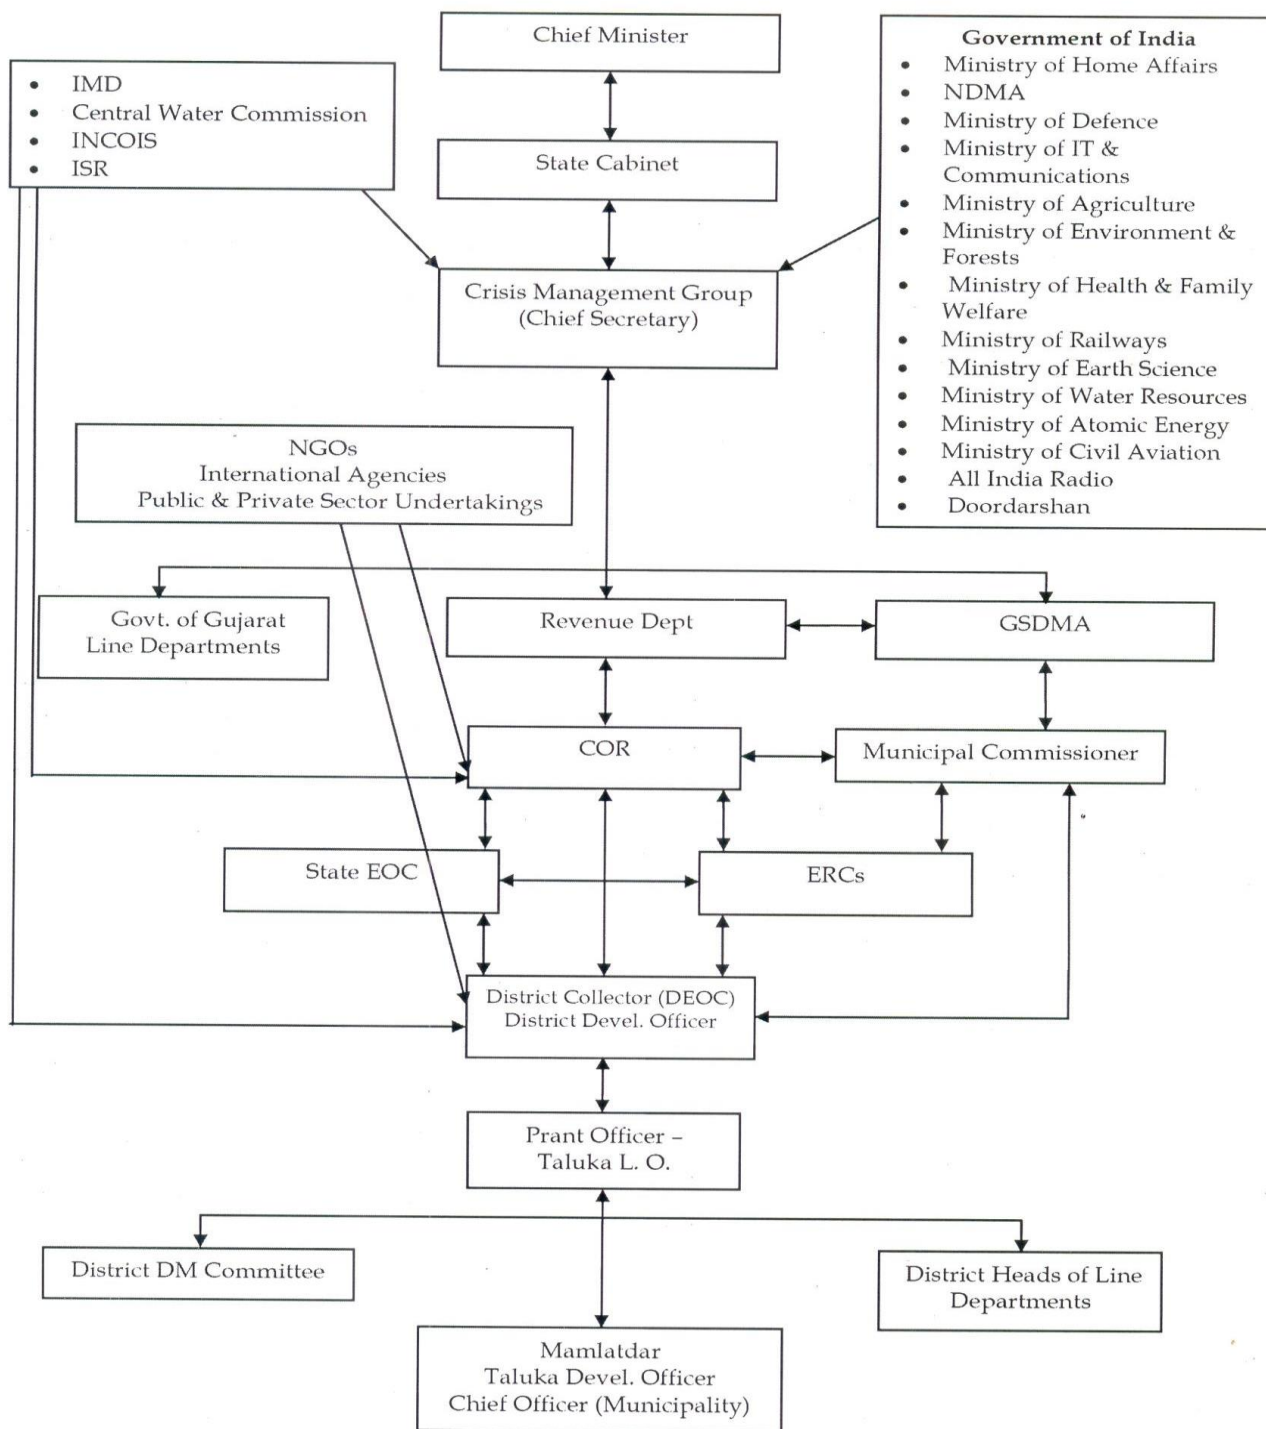 Chief Minister
• IMD
• Central Water Commission
• INCOIS
• ISR
State Cabinet
Government of India
• Ministry of Home Affairs
• NDMA
• Ministry of Defence
• Ministry of IT &
Communications
• Ministry of Agriculture
• Ministry of Environment &
Forests
• Ministry of Health & Family
Welfare
• Ministry of Railways
• Ministry of Earth Science
• Ministry of Water Resources
• Ministry of Atomic Energy
• Ministry of Civil Aviation
• All India Radio
• Doordarshan
Crisis Management Group
(Chief Secretary)
NGOs
International Agencies
Public & Private Sector Undertakings
Govt. of Gujarat
Line Departments
Revenue Dept
GSDMA
COR
Municipal Commissioner
State EOC
ERCs
District Collector (DEOC)
District Devel. Officer
Prant Officer –
Taluka L. O.
District DM Committee
District Heads of Line
Departments
Mamlatdar
Taluka Devel. Officer
Chief Officer (Municipality)